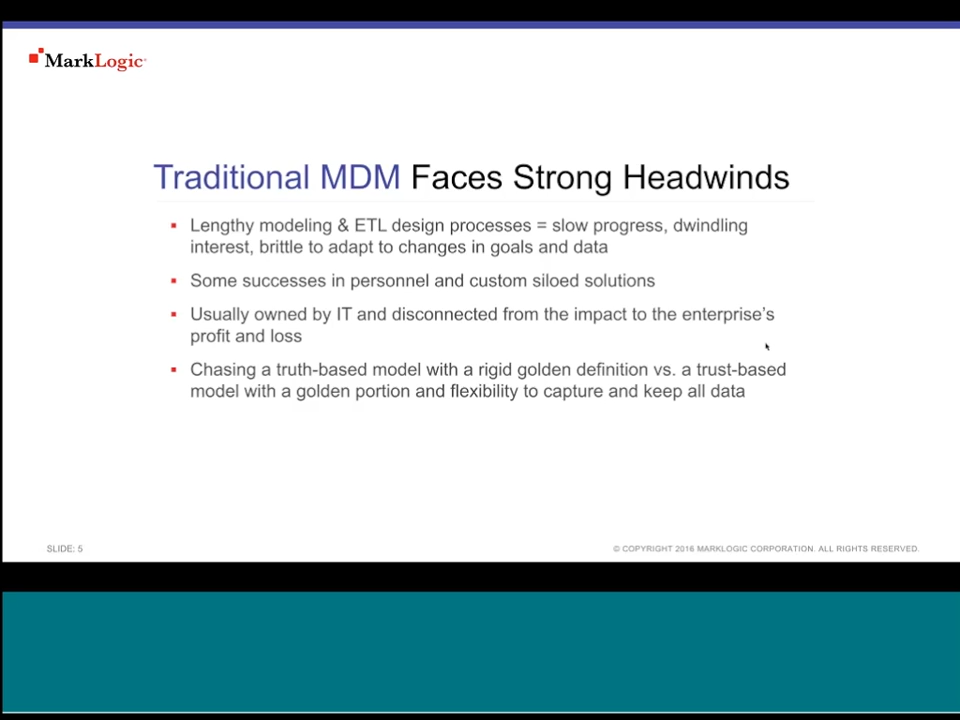 MarkLogic
Traditional MDM Faces Strong Headwinds
▪ Lengthy modeling & ETL design processes = slow progress, dwindling
interest, brittle to adapt to changes in goals and data
▪ Some successes in personnel and custom siloed solutions
▪ Usually owned by IT and disconnected from the impact to the enterprise’s
profit and loss
▪ Chasing a truth-based model with a rigid golden definition vs. a trust-based
model with a golden portion and flexibility to capture and keep all data
SLIDE: 5
© COPYRIGHT 2016 MARKLOGIC CORPORATION. ALL RIGHTS RESERVED.